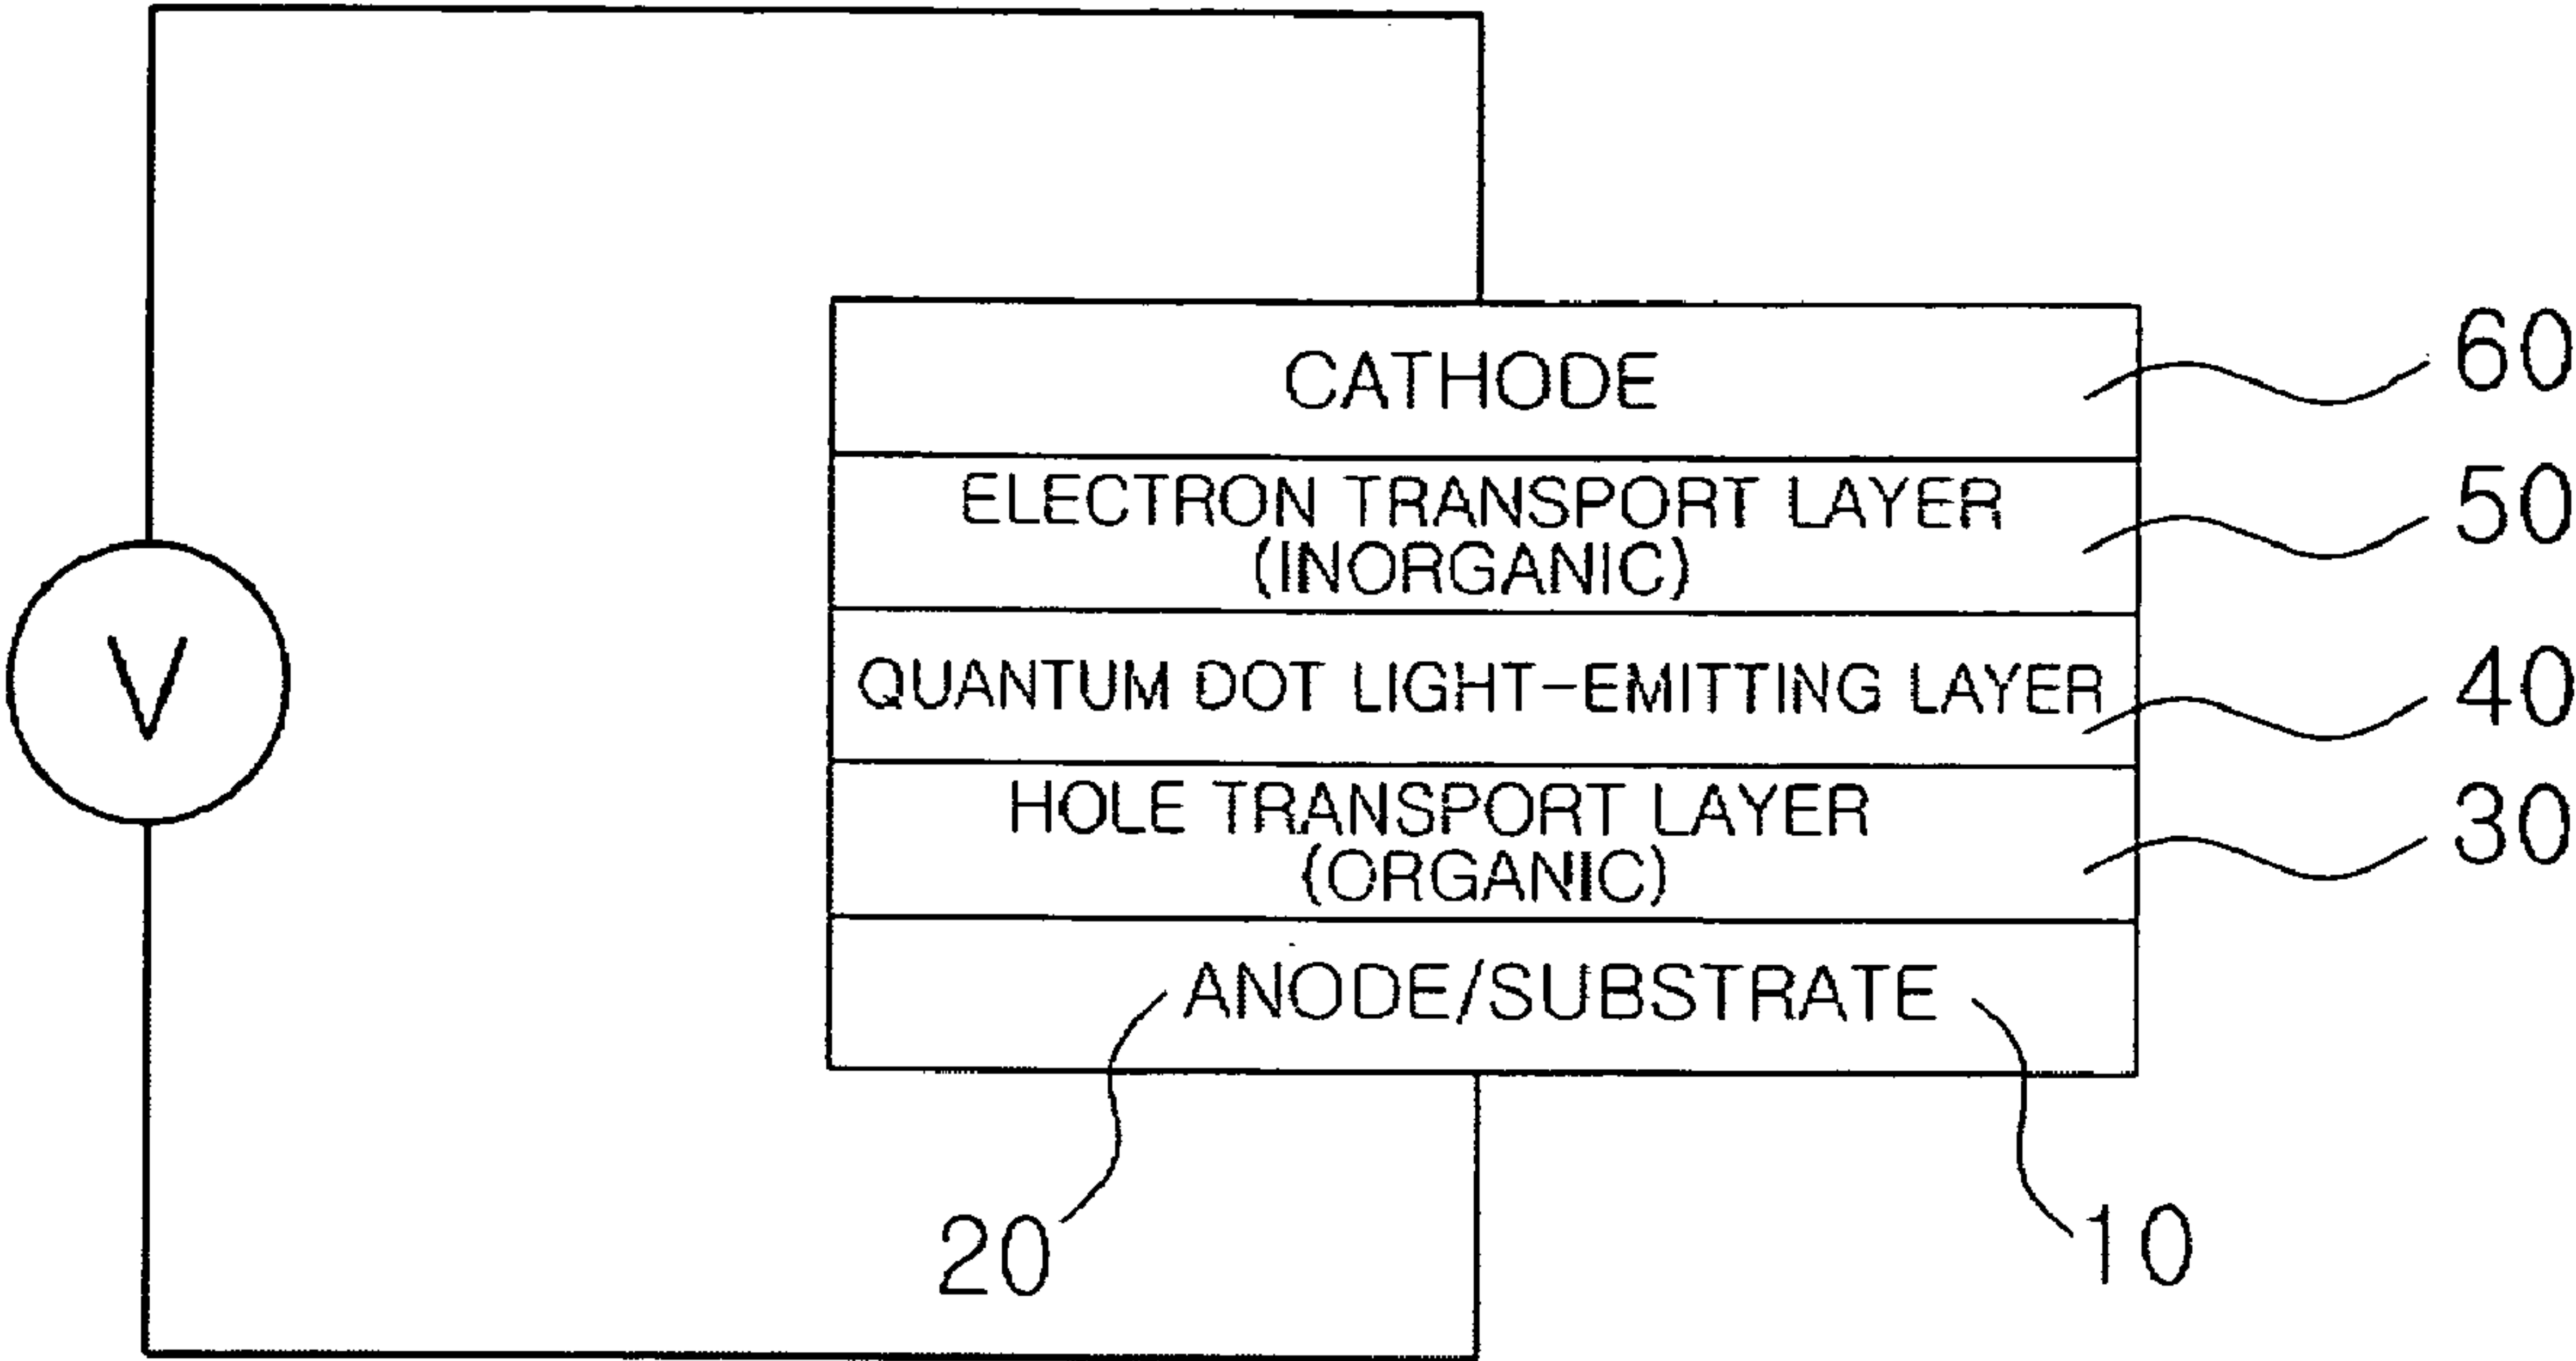 CATHODE
60
ELECTRON TRANSPORT LAYER
(INORGANIC)
50
V
QUANTUM DOT LIGHT-EMITTING LAYER
40
HOLE TRANSPORT LAYER
(ORGANIC)
30
ANODE/SUBSTRATE
20
10